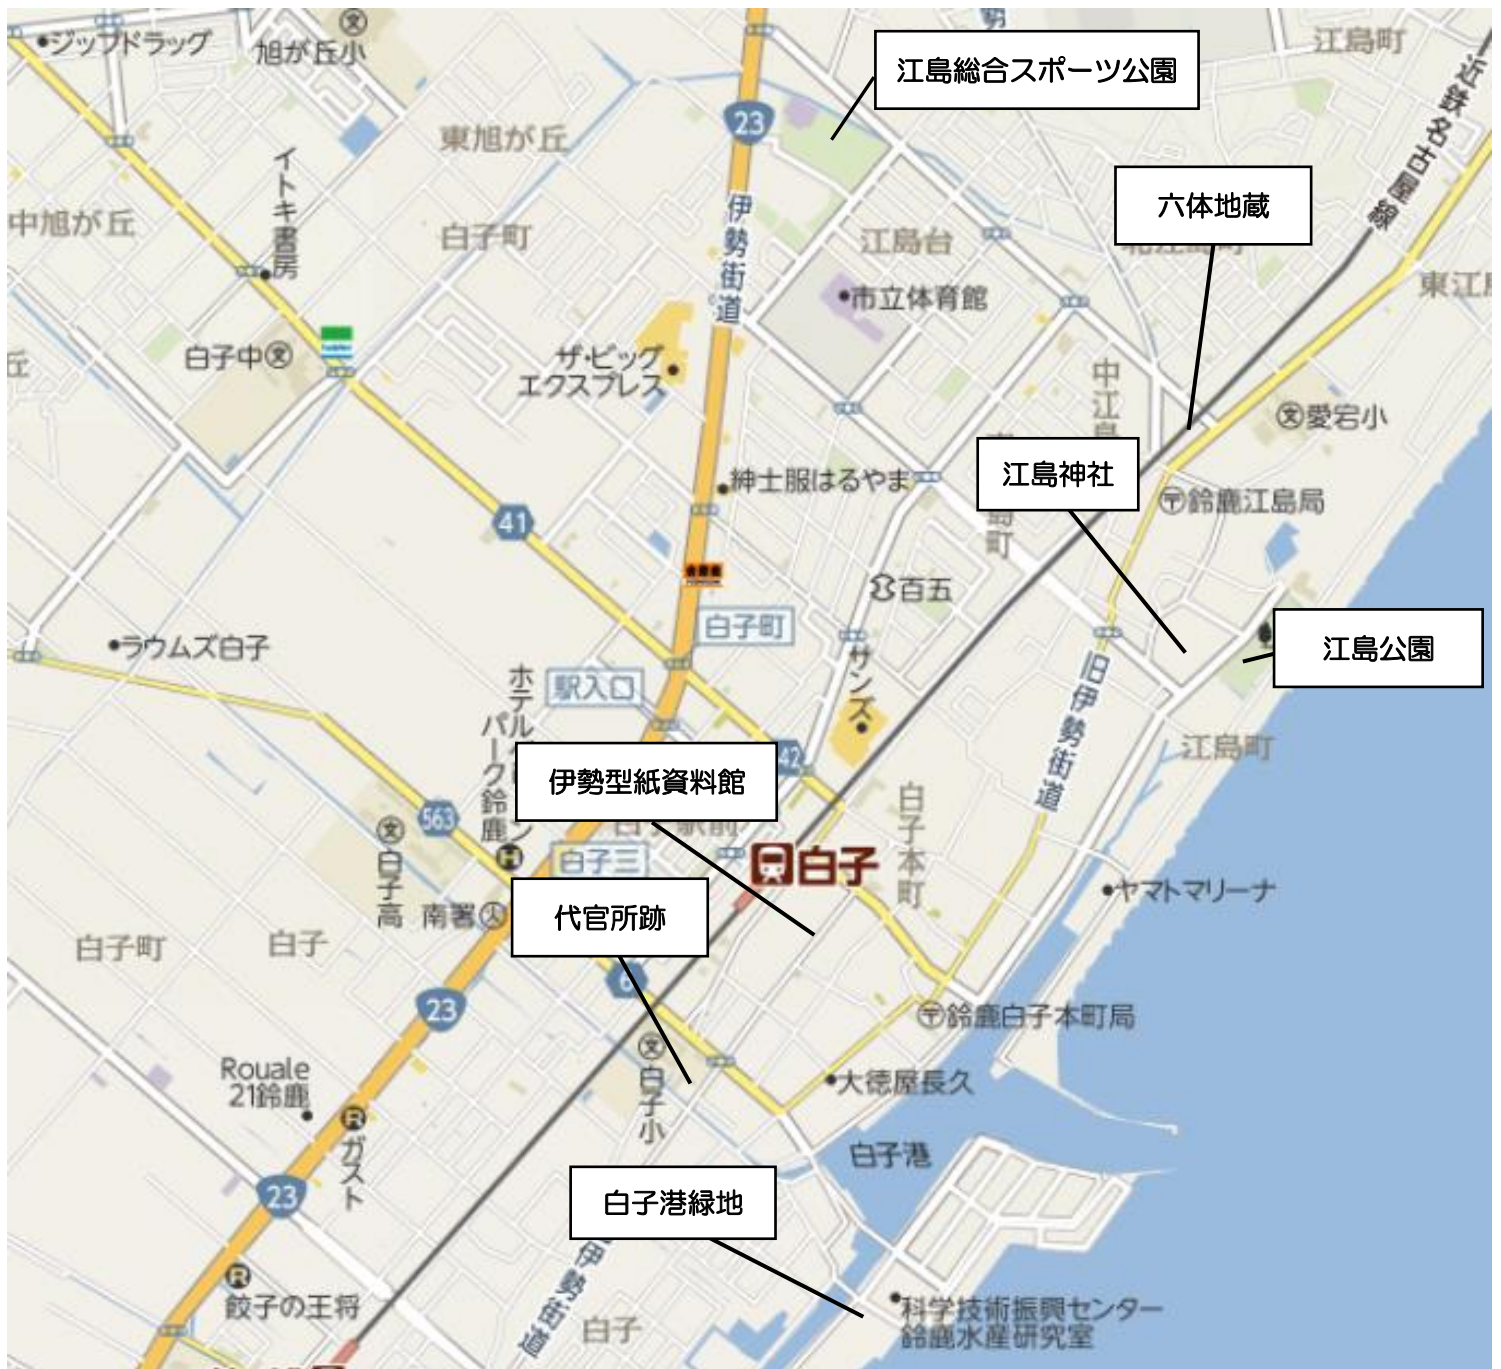 ジップドラッグ
旭が丘小
江島町
江島総合スポーツ公園
近鉄名古屋線
23
東旭が丘
イトキ書房
六体地蔵
中旭が丘
白子町
伊勢街道
江島台
東江島
市立体育館
白子中
ザ・ビッグ
エクスプレス
中江島
愛宕小
紳士服はるやま
江島神社
鈴鹿江島局
島町
41
百五
白子町
江島公園
ラウムズ白子
サンズ
駅入口
旧伊勢街道
江島町
伊勢型紙資料館
42
白子本町
563
白子三
白子
ヤマトマリーナ
白子高
南署
代官所跡
白子町
白子
6
23
鈴鹿白子本町局
Rouale
21鈴鹿
白子小
大徳屋長久
ガスト
白子港
23
白子港緑地
伊勢街道
餃子の王将
白子
科学技術振興センター
鈴鹿水産研究室